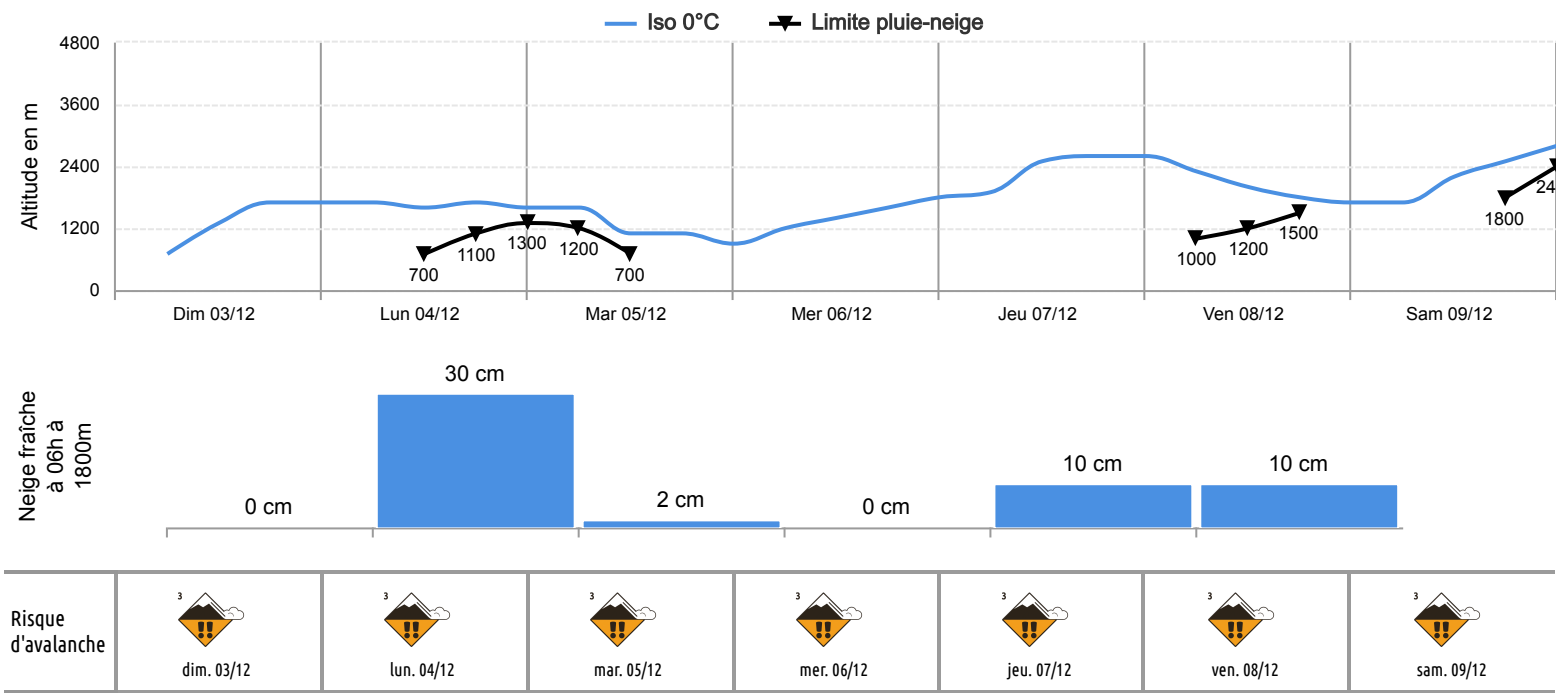 Iso 0°C Limite pluie-neige
Altitude en m
4800
3600
2400
1200
0
700 1100 1300 1200 700 1000 1200 1500 1800 24
Dim 03/12 Lun 04/12 Mar 05/12 Mer 06/12 Jeu 07/12 Ven 08/12 Sam 09/12
Neige fraîche
à 06h à
1800m
0 cm 30 cm 2 cm 0 cm 10 cm 10 cm
Risque
d'avalanche
3 3 3 3 3 3 3
!! !! !! !! !! !! !!
dim. 03/12 lun. 04/12 mar. 05/12 mer. 06/12 jeu. 07/12 ven. 08/12 sam. 09/12